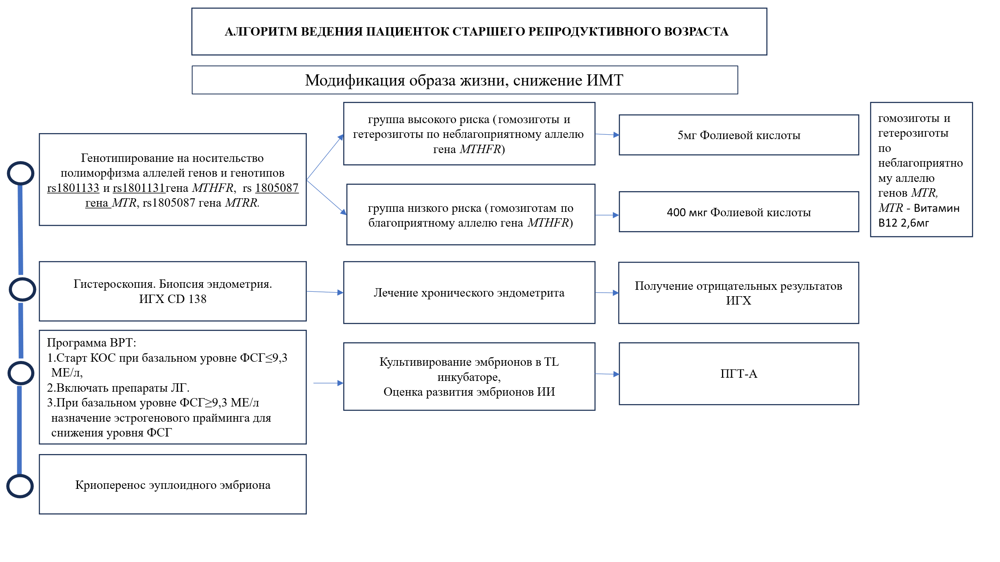 АЛГОРИТМ ВЕДЕНИЯ ПАЦИЕНТОК СТАРШЕГО РЕПРОДУКТИВНОГО ВОЗРАСТА
Модификация образа жизни, снижение ИМТ
Генотипирование на носительство
полиморфизма аллелей генов и генотипов
rs1801133 и rs1801131гена MTHFR, rs 1805087
гена MTR, rs1805087 гена MTRR.
группа высокого риска (гомозиготы и
гетерозиготы по неблагоприятному аллелю
гена MTHFR)
5мг Фолиевой кислоты
группа низкого риска (гомозиготам по
благоприятному аллелю гена MTHFR)
400 мкг Фолиевой кислоты
гомозиготы и
гетерозиготы
по
неблагоприятно
му аллелю
генов MTR,
MTR - Витамин
В12 2,6мг
Гистероскопия. Биопсия эндометрия.
ИГХ CD 138
Лечение хронического эндометрита
Получение отрицательных результатов
ИГХ
Программа ВРТ:
1.Старт КОС при базальном уровне ФСГ≤9,3
МЕ/л,
2.Включать препараты ЛГ.
3.При базальном уровне ФСГ≥9,3 МЕ/л
назначение эстрогенового прайминга для
снижения уровня ФСГ
Культивирование эмбрионов в TL
инкубаторе,
Оценка развития эмбрионов ИИ
ПГТ-А
Криоперенос эуплоидного эмбриона